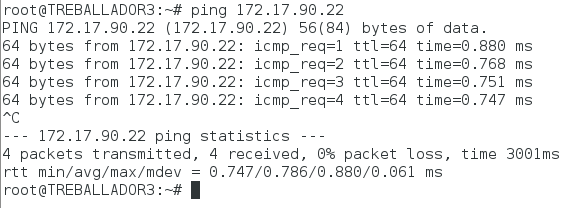 root@TREBALLADOR3:~# ping 172.17.90.22
PING 172.17.90.22 (172.17.90.22) 56(84) bytes of data.
64 bytes from 172.17.90.22: icmp_req=1 ttl=64 time=0.880 ms
64 bytes from 172.17.90.22: icmp_req=2 ttl=64 time=0.768 ms
64 bytes from 172.17.90.22: icmp_req=3 ttl=64 time=0.751 ms
64 bytes from 172.17.90.22: icmp_req=4 ttl=64 time=0.747 ms
^C
--- 172.17.90.22 ping statistics ---
4 packets transmitted, 4 received, 0% packet loss, time 3001ms
rtt min/avg/max/mdev = 0.747/0.786/0.880/0.061 ms
root@TREBALLADOR3:~#